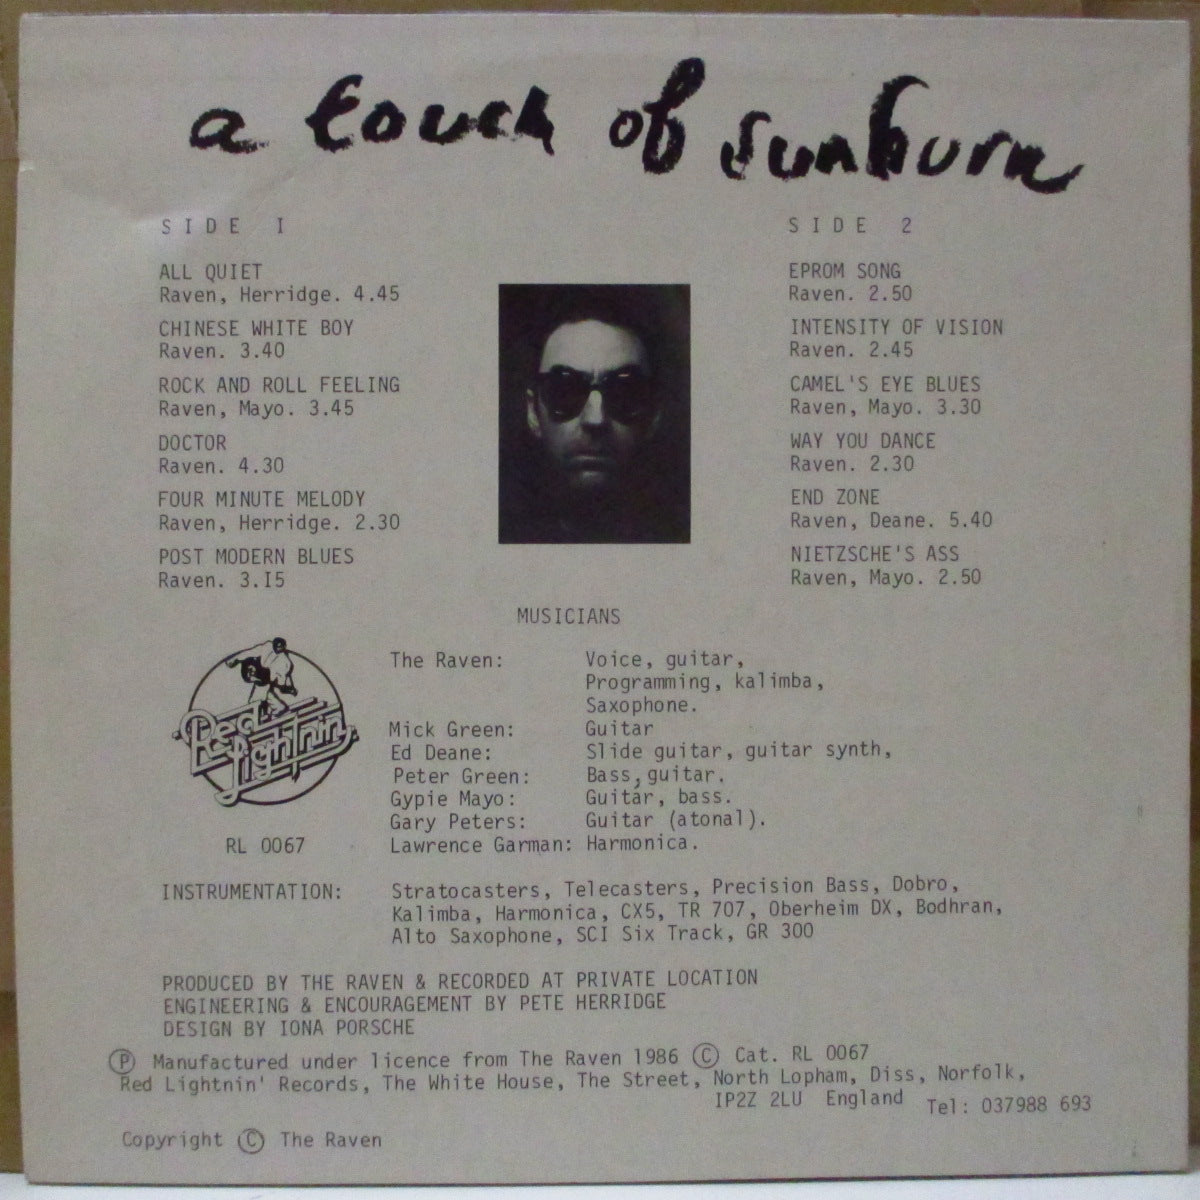 a touch of sunburn
SIDE I
ALL QUIET
Raven, Herridge. 4.45
CHINESE WHITE BOY
Raven. 3.40
ROCK AND ROLL FEELING
Raven, Mayo. 3.45
DOCTOR
Raven. 4.30
FOUR MINUTE MELODY
Raven, Herridge. 2.30
POST MODERN BLUES
Raven. 3.I5
SIDE 2
EPROM SONG
Raven. 2.50
INTENSITY OF VISION
Raven. 2.45
CAMEL'S EYE BLUES
Raven, Mayo. 3.30
WAY YOU DANCE
Raven. 2.30
END ZONE
Raven, Deane. 5.40
NIETZSCHE'S ASS
Raven, Mayo. 2.50
MUSICIANS
The Raven: Voice, guitar,
Programming, kalimba,
Saxophone.
Mick Green: Guitar
Ed Deane: Slide guitar, guitar synth,
Peter Green: Bass, guitar.
Gypie Mayo: Guitar, bass.
Gary Peters: Guitar (atonal).
Lawrence Garman: Harmonica.
Red
Lightnin'
RL 0067
INSTRUMENTATION: Stratocasters, Telecasters, Precision Bass, Dobro,
Kalimba, Harmonica, CX5, TR 707, Oberheim DX, Bodhran,
Alto Saxophone, SCI Six Track, GR 300
PRODUCED BY THE RAVEN & RECORDED AT PRIVATE LOCATION
ENGINEERING & ENCOURAGEMENT BY PETE HERRIDGE
DESIGN BY IONA PORSCHE
Ⓟ Manufactured under licence from The Raven 1986 © Cat. RL 0067
Red Lightnin' Records, The White House, The Street, North Lopham, Diss, Norfolk,
IP2Z 2LU England Tel: 037988 693
Copyright © The Raven